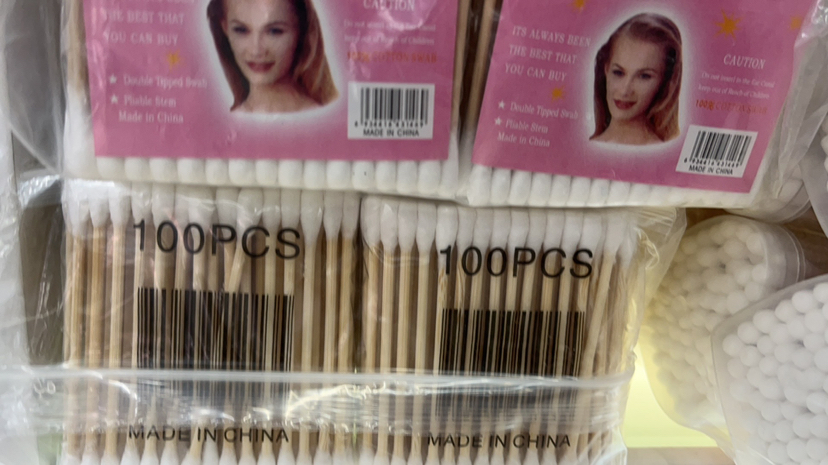 THE BEST THAT
YOU CAN BUY
★ Double Tipped Swab
★ Pliable Stem
Made in China
CAUTION
MADE IN CHINA
ITS ALWAYS BEEN
THE BEST THAT
YOU CAN BUY
★ Double Tipped Swab
★ Pliable Stem
Made in China
CAUTION
MADE IN CHINA
100PCS
MADE IN CHINA
100PCS
MADE IN CHINA